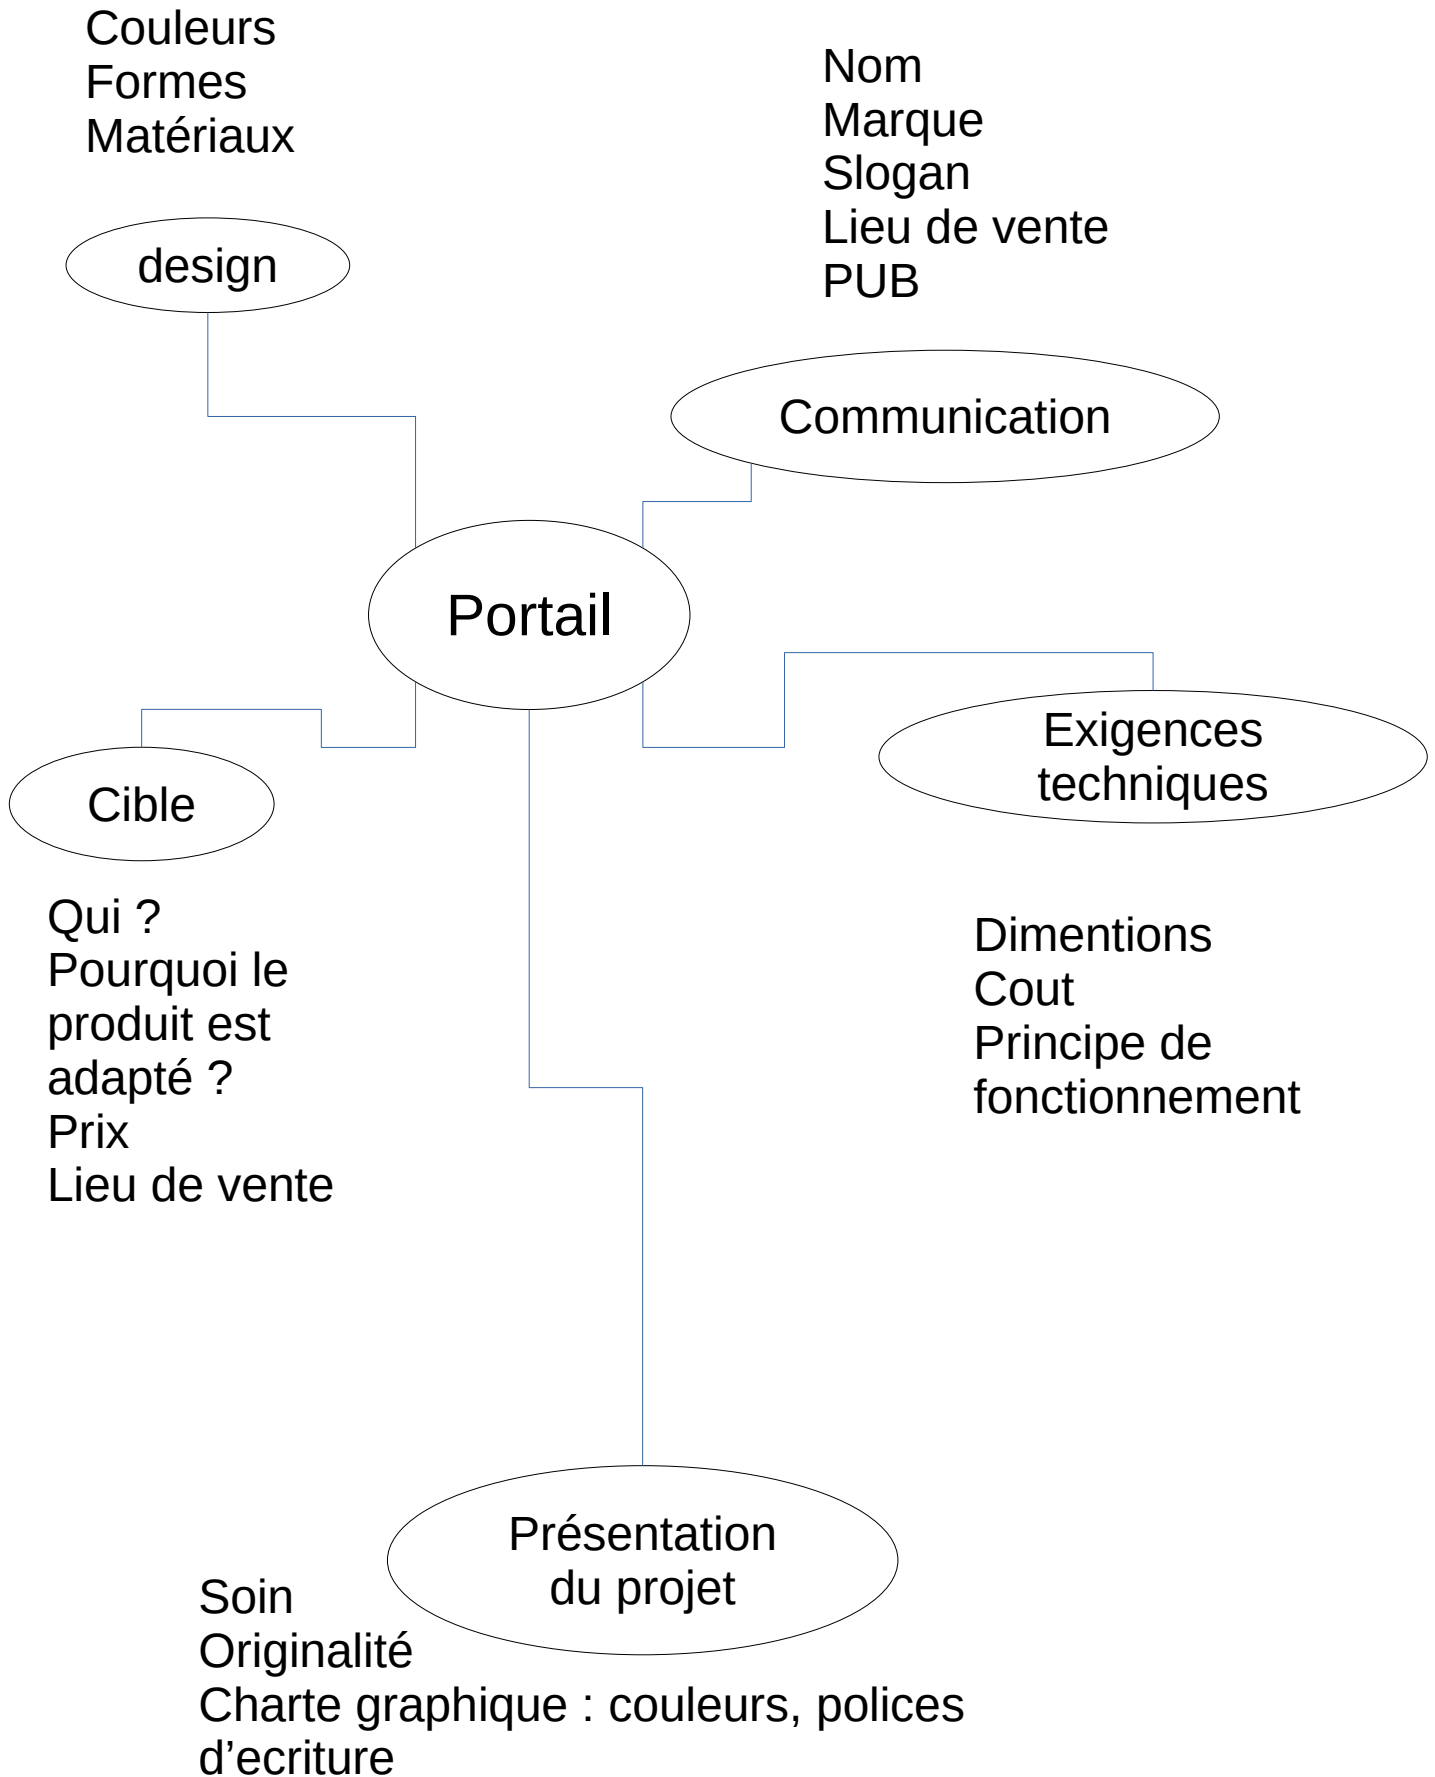 Couleurs
Formes
Matériaux
Nom
Marque
Slogan
Lieu de vente
PUB
design
Communication
Portail
Exigences
techniques
Cible
Qui ?
Pourquoi le
produit est
adapté ?
Prix
Lieu de vente
Dimentions
Cout
Principe de
fonctionnement
Présentation
du projet
Soin
Originalité
Charte graphique : couleurs, polices
d’ecriture